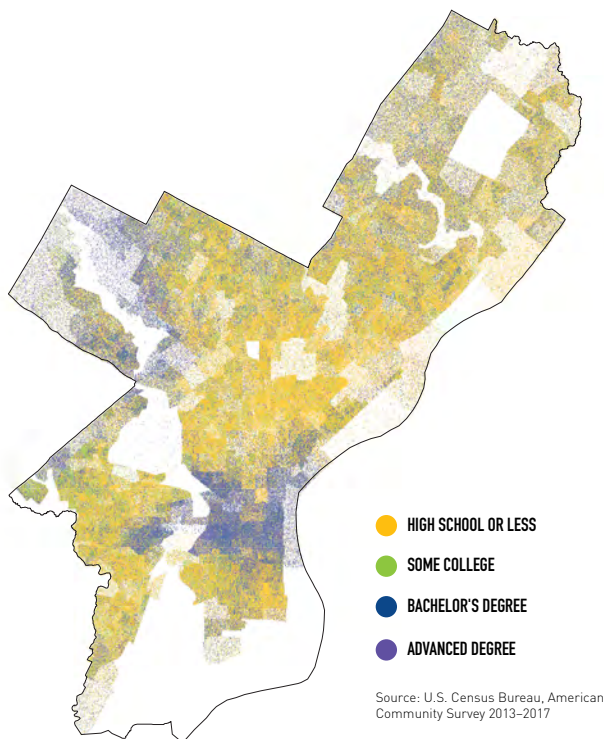 HIGH SCHOOL OR LESS
SOME COLLEGE
BACHELOR'S DEGREE
ADVANCED DEGREE
Source: U.S. Census Bureau, American
Community Survey 2013–2017